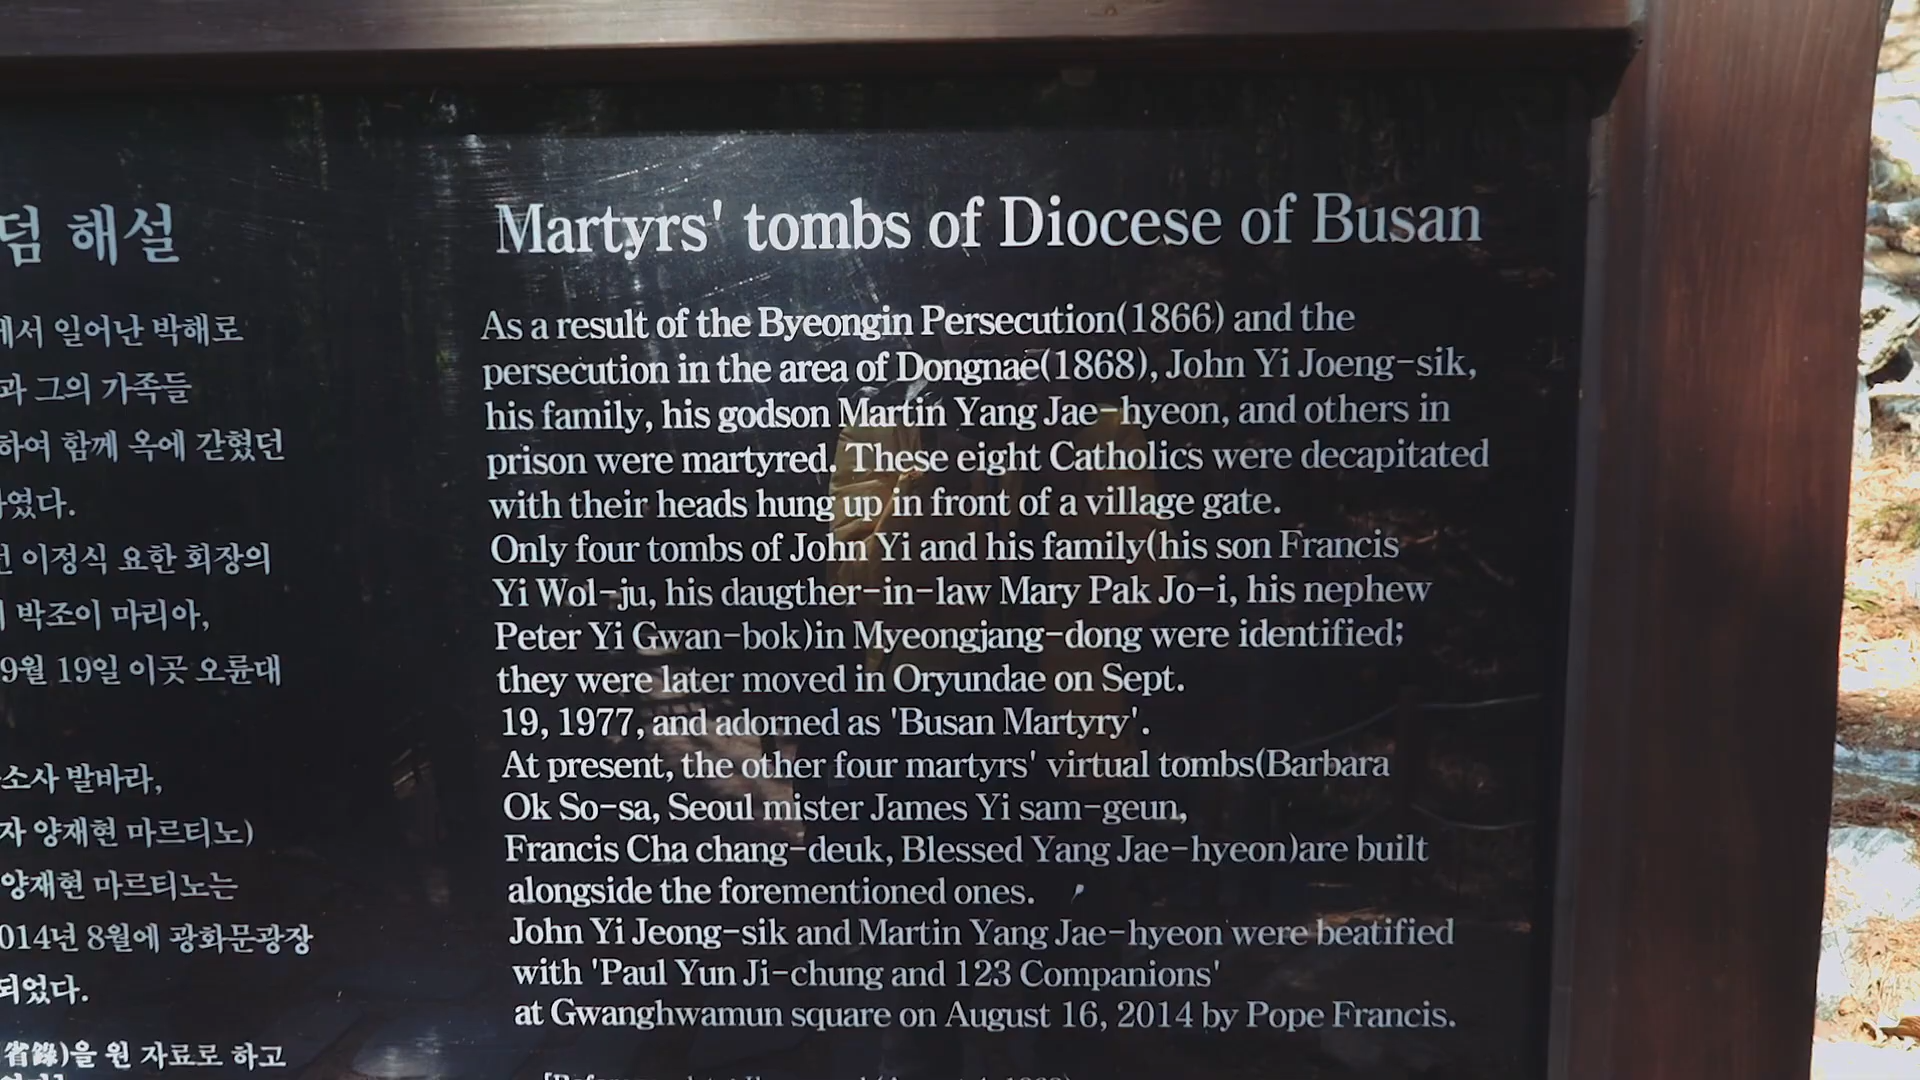 덤 해설
에서 일어난 박해로
과 그의 가족들
하여 함께 옥에 갇혔던
였다.
이정식 요한 회장의
박조이 마리아,
9월 19일 이곳 오륜대
소사 발바라,
자 양재현 마르티노)
양재현 마르티노는
014년 8월에 광화문광장
되었다.
省錄)을 원 자료로 하고
Martyrs' tombs of Diocese of Busan
As a result of the Byeongin Persecution(1866) and the
persecution in the area of Dongnae(1868), John Yi Joeng-sik,
his family, his godson Martin Yang Jae-hyeon, and others in
prison were martyred. These eight Catholics were decapitated
with their heads hung up in front of a village gate.
Only four tombs of John Yi and his family(his son Francis
Yi Wol-ju, his daugther-in-law Mary Pak Jo-i, his nephew
Peter Yi Gwan-bok)in Myeongjang-dong were identified;
they were later moved in Oryundae on Sept.
19, 1977, and adorned as 'Busan Martyry'.
At present, the other four martyrs' virtual tombs(Barbara
Ok So-sa, Seoul mister James Yi sam-geun,
Francis Cha chang-deuk, Blessed Yang Jae-hyeon)are built
alongside the forementioned ones.
John Yi Jeong-sik and Martin Yang Jae-hyeon were beatified
with 'Paul Yun Ji-chung and 123 Companions'
at Gwanghwamun square on August 16, 2014 by Pope Francis.